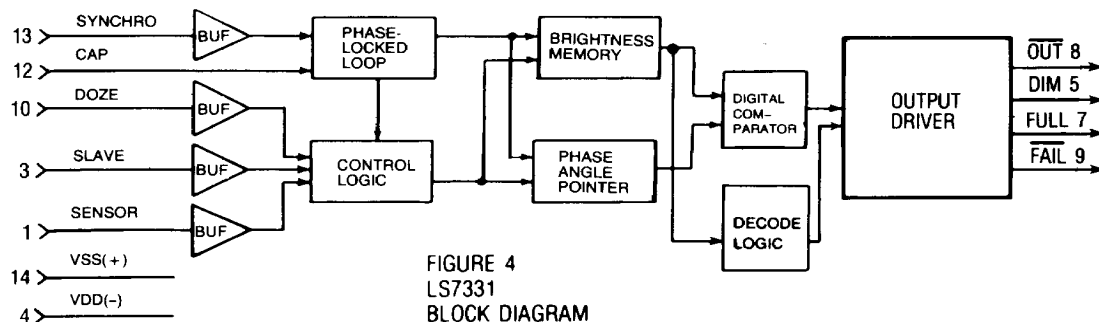 13 SYNCHRO
BUF
12 CAP
10 DOZE
BUF
3 SLAVE
BUF
1 SENSOR
BUF
14 VSS(+)
4 VDD(-)
PHASE-
LOCKED
LOOP
CONTROL
LOGIC
BRIGHTNESS
MEMORY
PHASE
ANGLE
POINTER
DIGITAL
COM-
PARATOR
DECODE
LOGIC
OUTPUT
DRIVER
O̅U̅T̅ 8
DIM 5
FULL 7
F̅A̅I̅L̅ 9
FIGURE 4
LS7331
BLOCK DIAGRAM